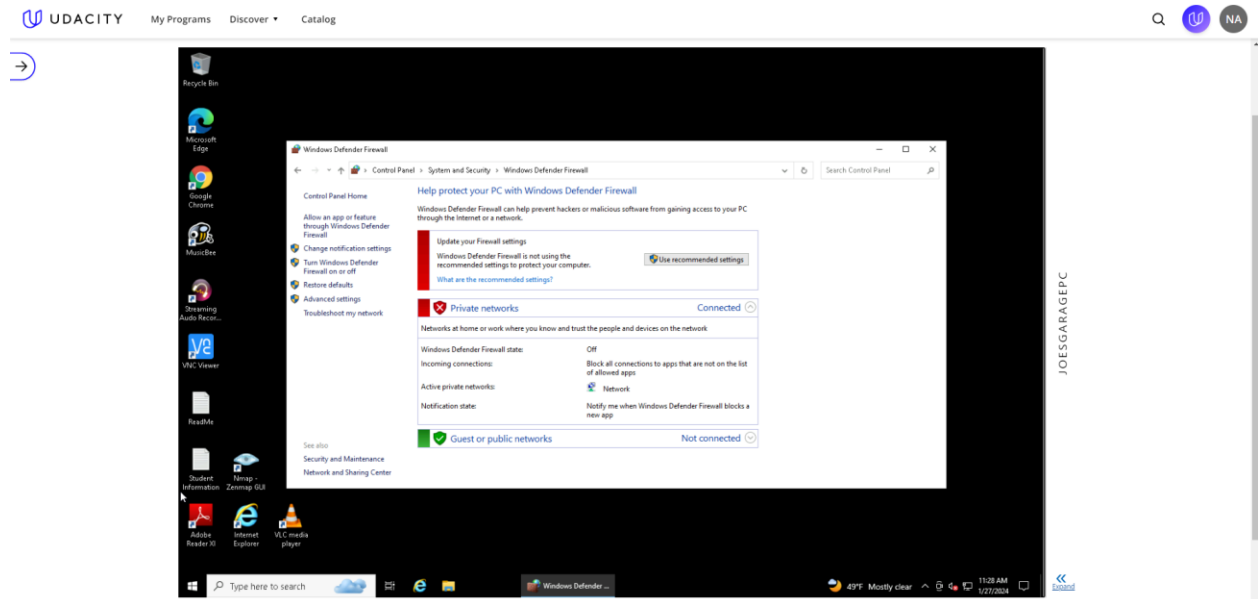 UDACITY
My Programs
Discover
Catalog
NA
Recycle Bin
Microsoft
Edge
Google
Chrome
MusicBee
Streaming
Audo Recor...
VNC Viewer
ReadMe
Student
Information
Nmap -
Zenmap GUI
Adobe
Reader XI
Internet
Explorer
VLC media
player
Windows Defender Firewall
Control Panel > System and Security > Windows Defender Firewall
Search Control Panel
Control Panel Home
Allow an app or feature
through Windows Defender
Firewall
Change notification settings
Turn Windows Defender
Firewall on or off
Restore defaults
Advanced settings
Troubleshoot my network
See also
Security and Maintenance
Network and Sharing Center
Help protect your PC with Windows Defender Firewall
Windows Defender Firewall can help prevent hackers or malicious software from gaining access to your PC
through the Internet or a network.
Update your Firewall settings
Windows Defender Firewall is not using the
recommended settings to protect your computer.
What are the recommended settings?
Use recommended settings
Private networks
Connected
Networks at home or work where you know and trust the people and devices on the network
Windows Defender Firewall state:
Off
Incoming connections:
Block all connections to apps that are not on the list
of allowed apps
Active private networks:
Network
Notification state:
Notify me when Windows Defender Firewall blocks a
new app
Guest or public networks
Not connected
JOESGARAGEPC
Type here to search
Windows Defender ...
49°F Mostly clear
11:28 AM
1/27/2024
Expand